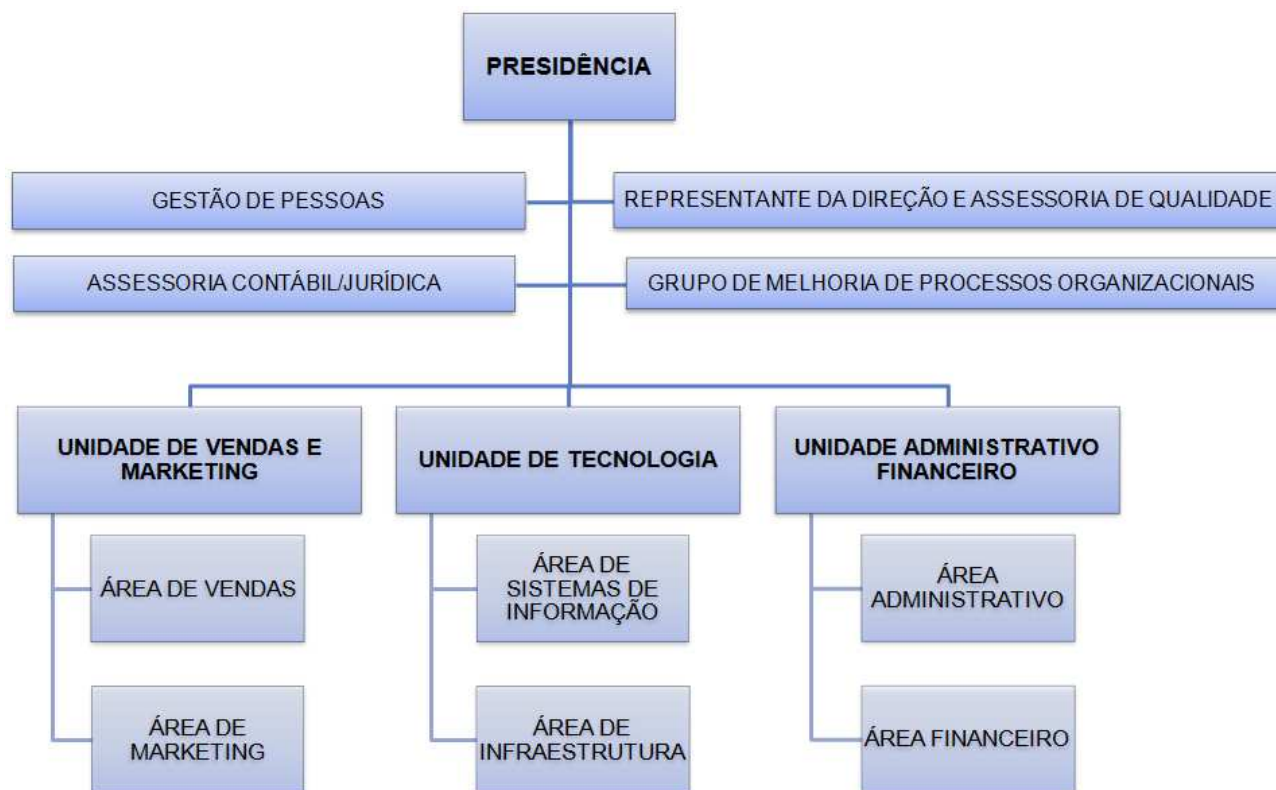 PRESIDÊNCIA
GESTÃO DE PESSOAS
REPRESENTANTE DA DIREÇÃO E ASSESSORIA DE QUALIDADE
ASSESSORIA CONTÁBIL/JURÍDICA
GRUPO DE MELHORIA DE PROCESSOS ORGANIZACIONAIS
UNIDADE DE VENDAS E
MARKETING
UNIDADE DE TECNOLOGIA
UNIDADE ADMINISTRATIVO
FINANCEIRO
ÁREA DE VENDAS
ÁREA DE
SISTEMAS DE
INFORMAÇÃO
ÁREA
ADMINISTRATIVO
ÁREA DE
MARKETING
ÁREA DE
INFRAESTRUTURA
ÁREA FINANCEIRO